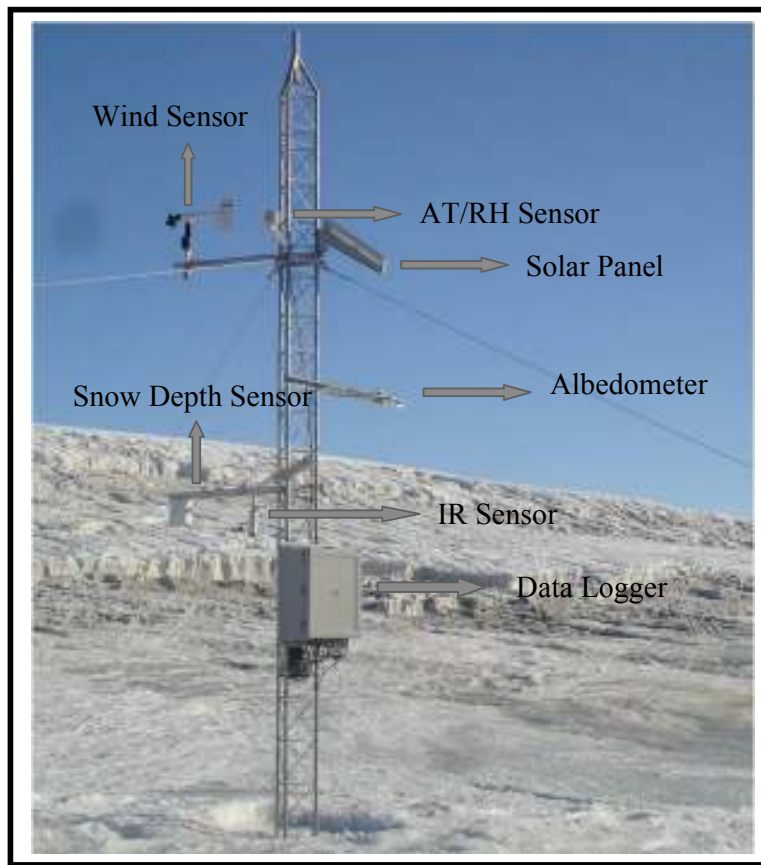 Wind Sensor
AT/RH Sensor
Solar Panel
Albedometer
Snow Depth Sensor
IR Sensor
Data Logger